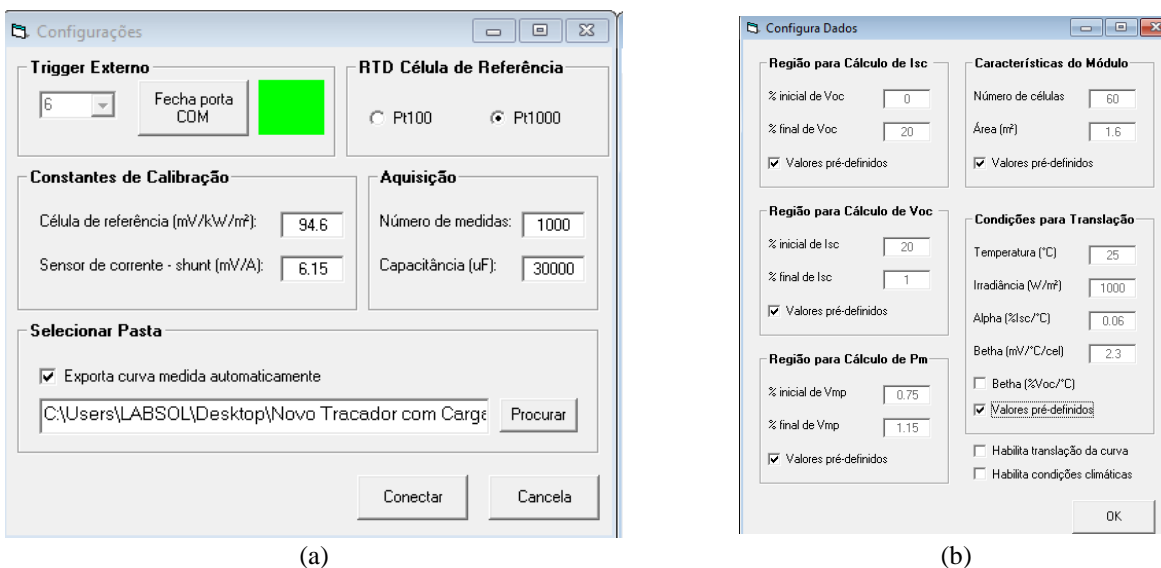 Configurações
Trigger Externo
6
Fecha porta
COM
RTD Célula de Referência
Pt100
Pt1000
Constantes de Calibração
Célula de referência (mV/kW/m²): 94.6
Sensor de corrente - shunt (mV/A): 6.15
Aquisição
Número de medidas: 1000
Capacitância (uF): 30000
Selecionar Pasta
Exporta curva medida automaticamente
C:\Users\LABSOL\Desktop\Novo Tracador com Carga
Procurar
Conectar
Cancela
(a)
Configura Dados
Região para Cálculo de Isc
% inicial de Voc 0
% final de Voc 20
Valores pré-definidos
Região para Cálculo de Voc
% inicial de Isc 20
% final de Isc 1
Valores pré-definidos
Região para Cálculo de Pm
% inicial de Vmp 0.75
% final de Vmp 1.15
Valores pré-definidos
Características do Módulo
Número de células 60
Área (m²) 1.6
Valores pré-definidos
Condições para Translação
Temperatura (°C) 25
Irradiância (W/m²) 1000
Alpha (%Isc/°C) 0.06
Betha (mV/°C/cel) 2.3
Betha (%Voc/°C)
Valores pré-definidos
Habilita translação da curva
Habilita condições climáticas
OK
(b)